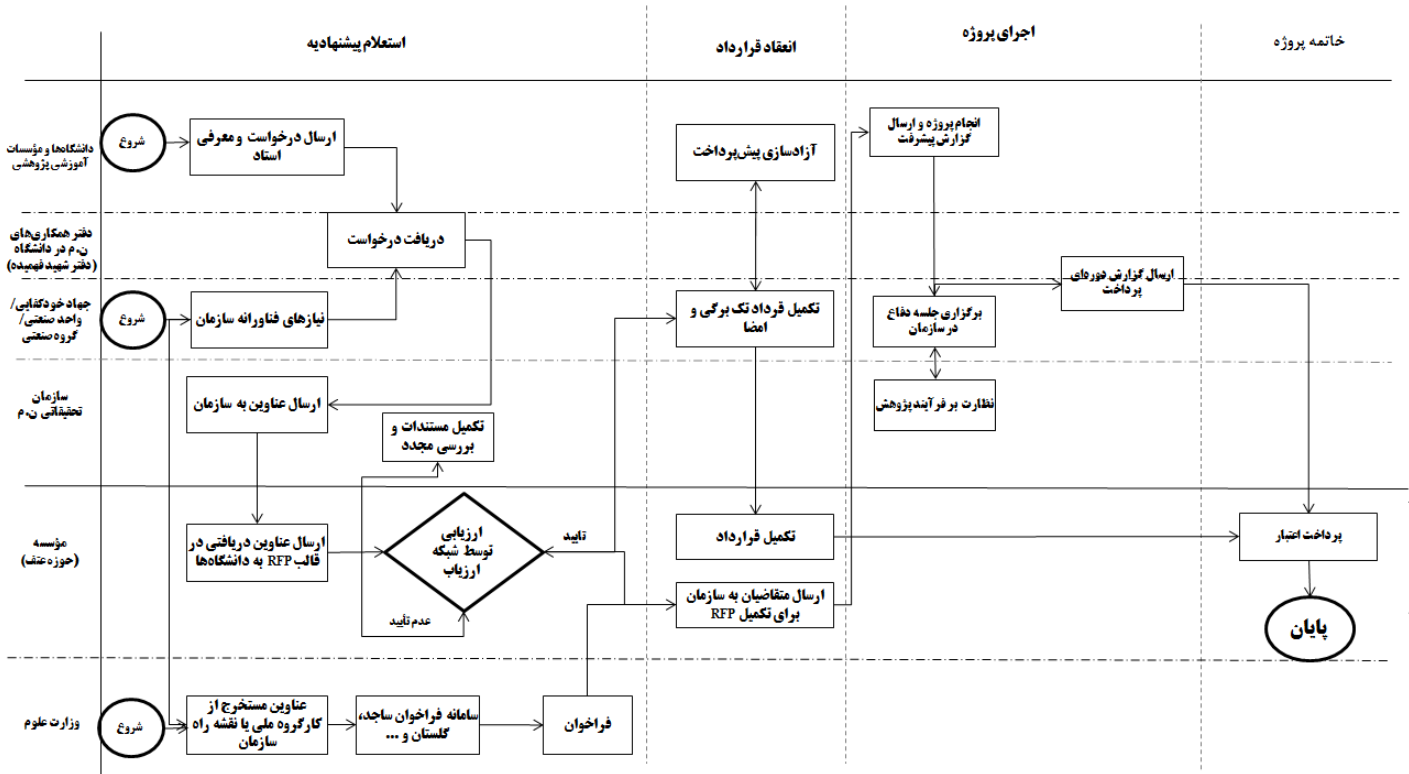 استعلام پیشنهادیه
انعقاد قرارداد
اجرای پروژه
خاتمه پروژه
دانشگاه‌ها و مؤسسات
آموزشی پژوهشی
شروع
ارسال درخواست و معرفی
استاد
آزادسازی پیش‌پرداخت
انجام پروژه و ارسال
گزارش پیشرفت
دفتر همکاری‌های
ن.م در دانشگاه
(دفتر شهید فهمیده)
دریافت درخواست
جهاد خودکفایی/
واحد صنعتی/
گروه صنعتی
شروع
نیازهای فناورانه سازمان
تکمیل قرداد تک برگی و
امضا
برگزاری جلسه دفاع
در سازمان
ارسال گزارش دوره‌ای
پرداخت
سازمان
تحقیقاتی ن.م
ارسال عناوین به سازمان
تکمیل مستندات و
بررسی مجدد
نظارت بر فرآیند پژوهش
مؤسسه
(حوزه عتف)
ارسال عناوین دریافتی در
قالب RFP به دانشگاه‌ها
ارزیابی
توسط شبکه
ارزیاب
تایید
عدم تأیید
تکمیل قرارداد
ارسال متقاضیان به سازمان
برای تکمیل RFP
پرداخت اعتبار
پایان
وزارت علوم
شروع
عناوین مستخرج از
کارگروه ملی یا نقشه راه
سازمان
سامانه فراخوان ساجد،
گلستان و ...
فراخوان